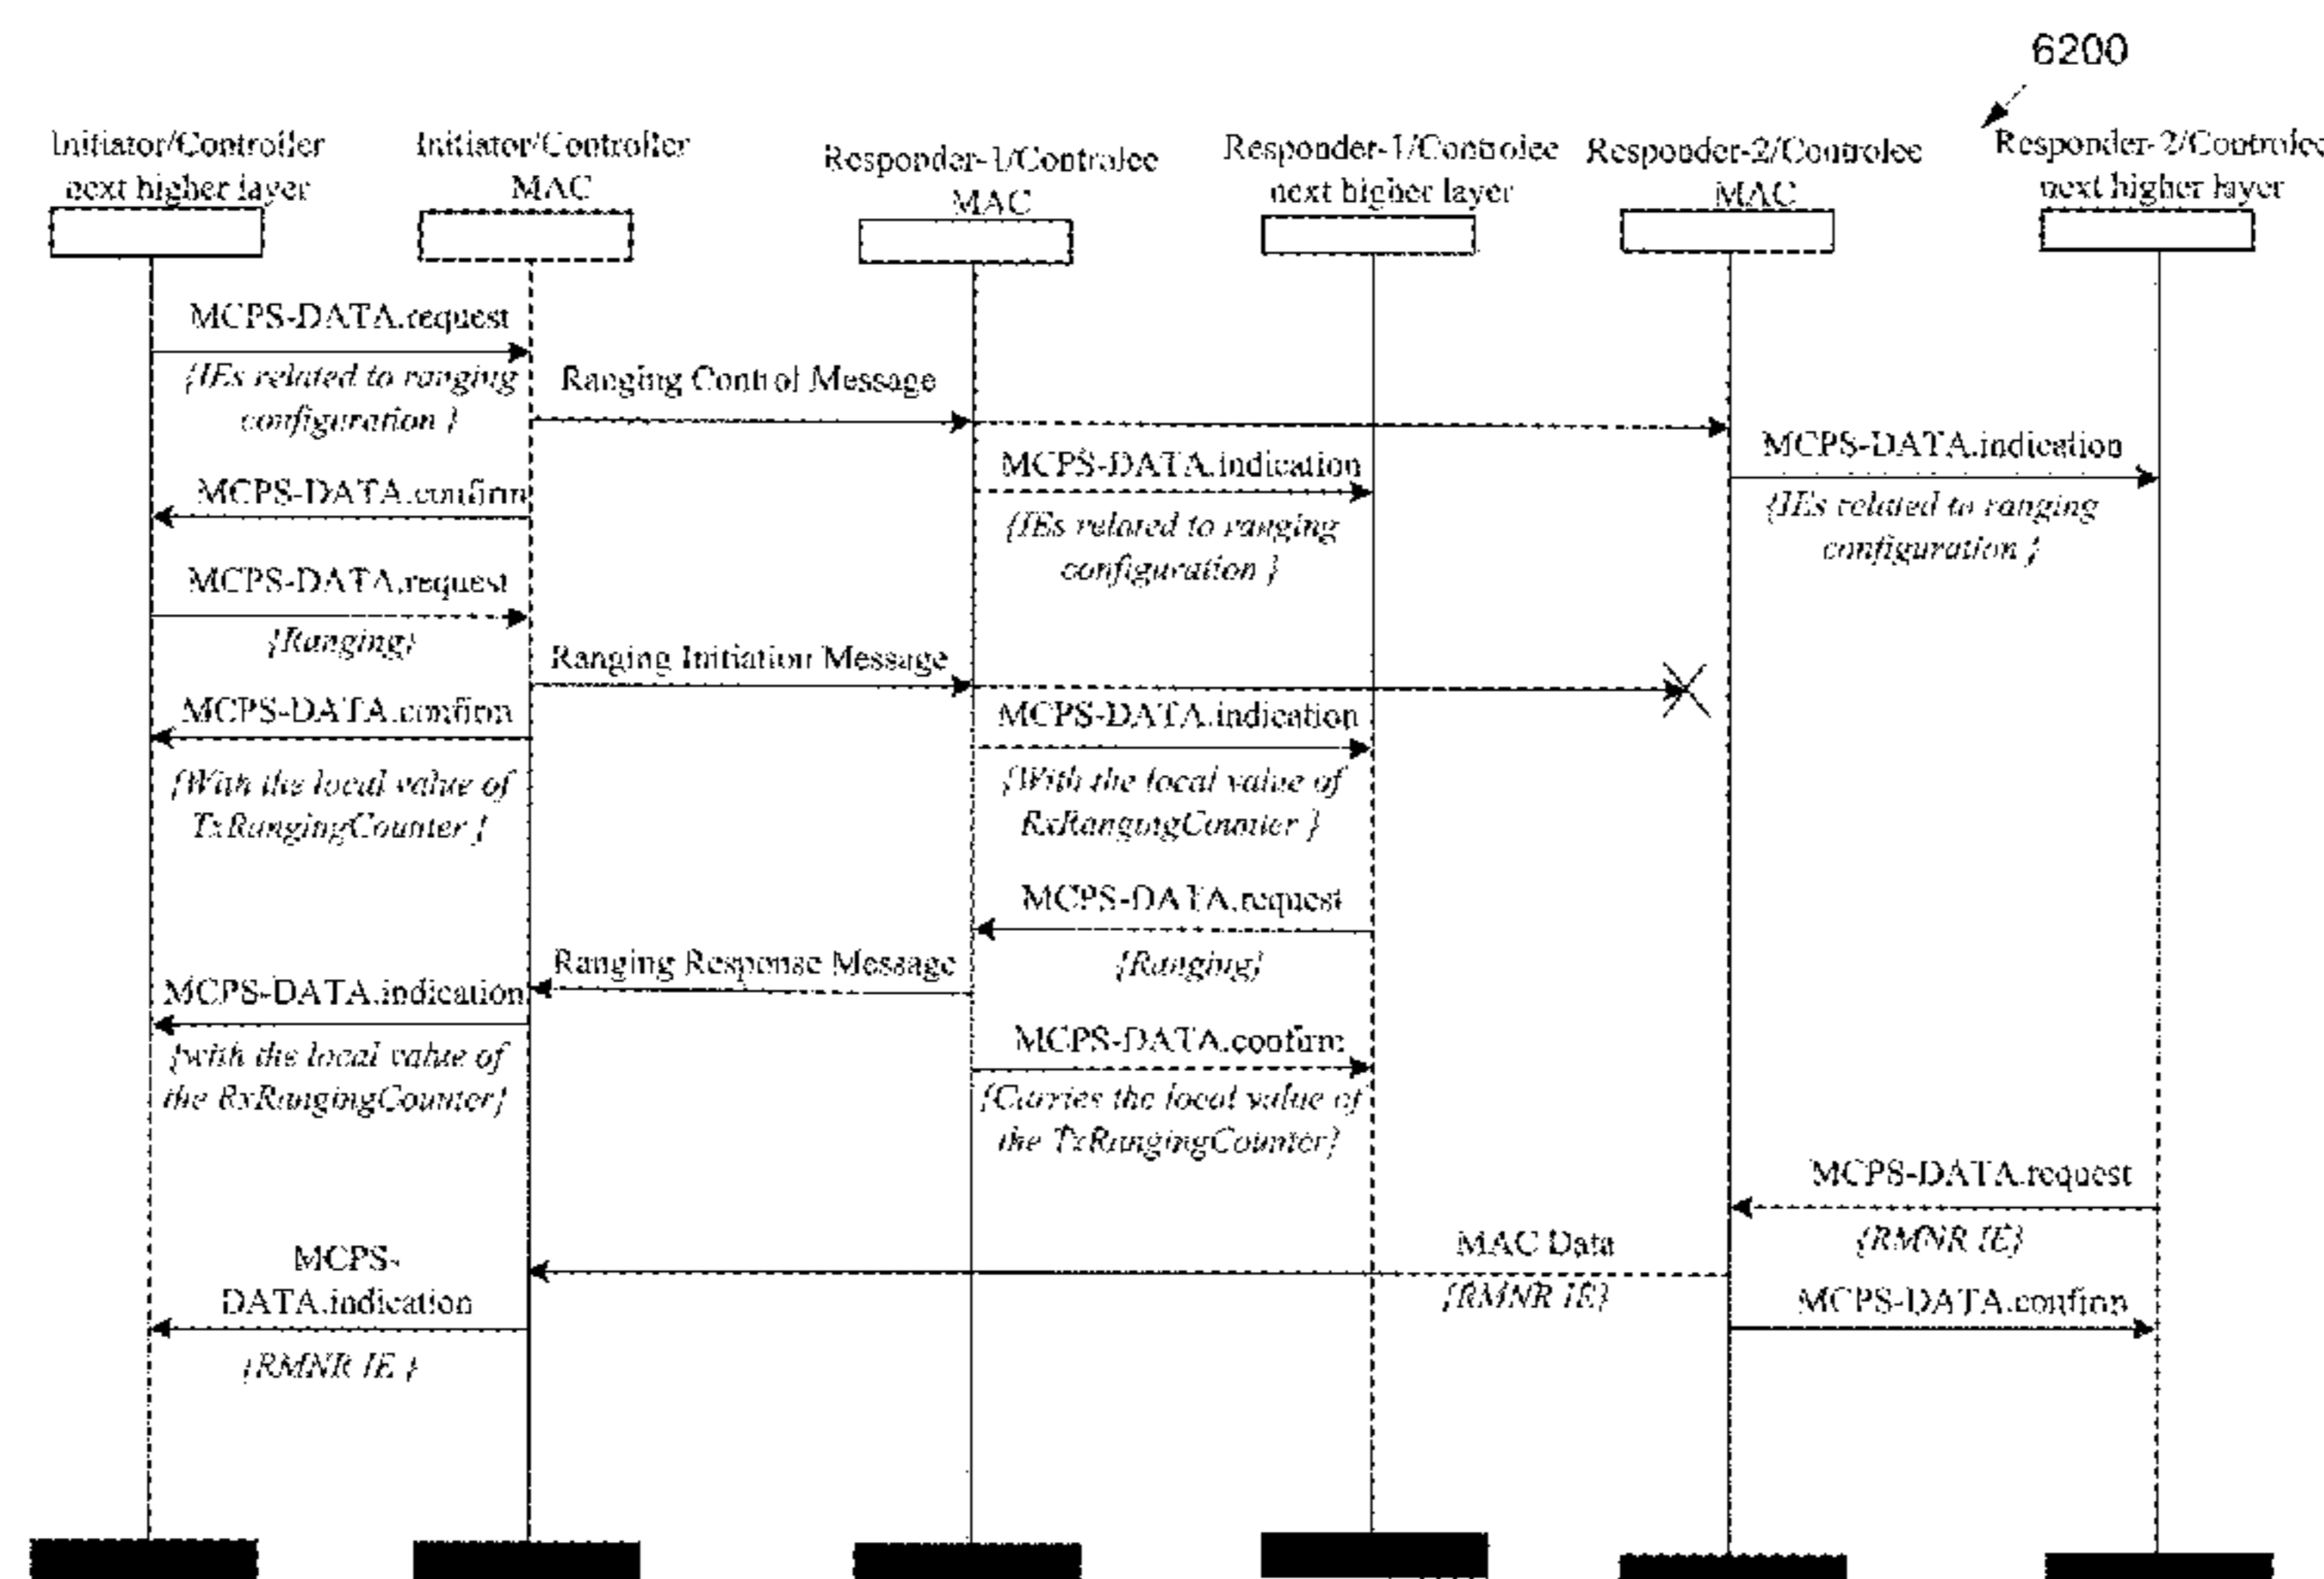 6200
Initiator/Controller
next higher layer
Initiator/Controller
MAC
Responder-1/Controlee
MAC
Responder-1/Controlee
next higher layer
Responder-2/Controlee
MAC
Responder-2/Controlee
next higher layer
MCPS-DATA.request
{IEs related to ranging
configuration }
Ranging Control Message
MCPS-DATA.indication
{IEs related to ranging
configuration }
MCPS-DATA.indication
{IEs related to ranging
configuration }
MCPS-DATA.confirm
MCPS-DATA.request
{Ranging}
Ranging Initiation Message
MCPS-DATA.confirm
{With the local value of
TxRangingCounter }
MCPS-DATA.indication
{With the local value of
RxRangingCounter }
MCPS-DATA.request
{Ranging}
Ranging Response Message
MCPS-DATA.indication
{with the local value of
the RxRangingCounter}
MCPS-DATA.confirm
{Carries the local value of
the TxRangingCounter}
MCPS-DATA.request
{RMNR IE}
MAC Data
{RMNR IE}
MCPS-
DATA.indication
{RMNR IE }
MCPS-DATA.confirm